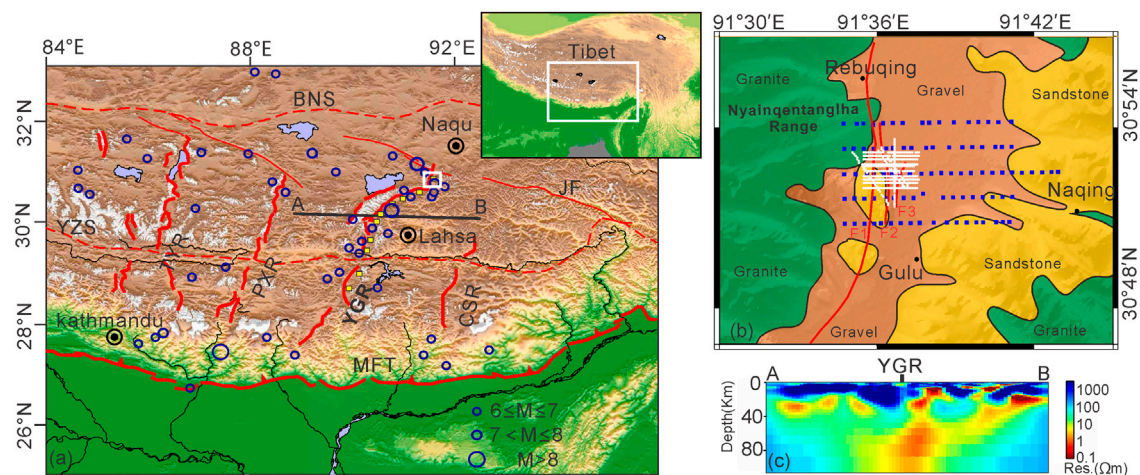 84°E
88°E
92°E
32°N
30°N
28°N
26°N
BNS
Naqu
JF
A
B
YZS
Lahsa
TYR
PXR
YGR
CSR
kathmandu
MFT
6≤M≤7
7<M≤8
M>8
(a)
Tibet
91°30'E
91°36'E
91°42'E
30°54'N
30°48'N
Granite
Rebuqing
Gravel
Sandstone
Nyainqentanglha
Range
Naqing
F1
F2
F3
Gulu
Sandstone
Granite
Gravel
Granite
(b)
A
YGR
B
Depth(Km)
0
40
80
(c)
1000
100
10
1
0.1
Res.(Ωm)